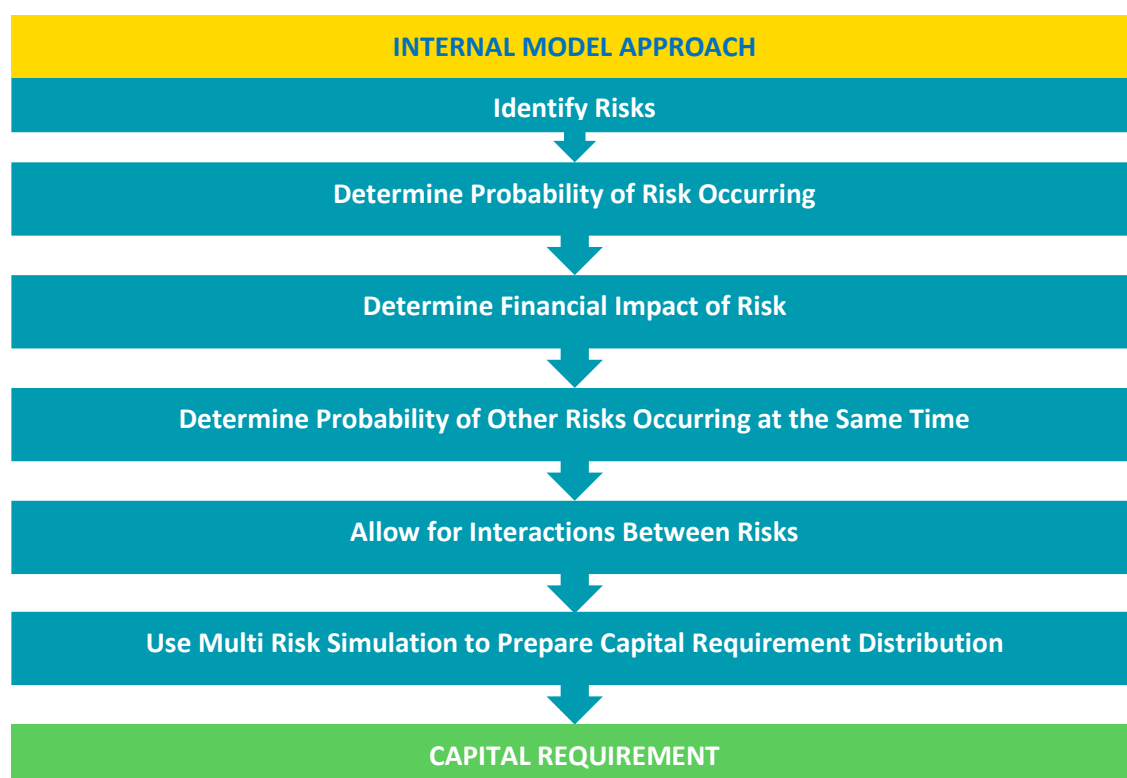 INTERNAL MODEL APPROACH
Identify Risks
Determine Probability of Risk Occurring
Determine Financial Impact of Risk
Determine Probability of Other Risks Occurring at the Same Time
Allow for Interactions Between Risks
Use Multi Risk Simulation to Prepare Capital Requirement Distribution
CAPITAL REQUIREMENT